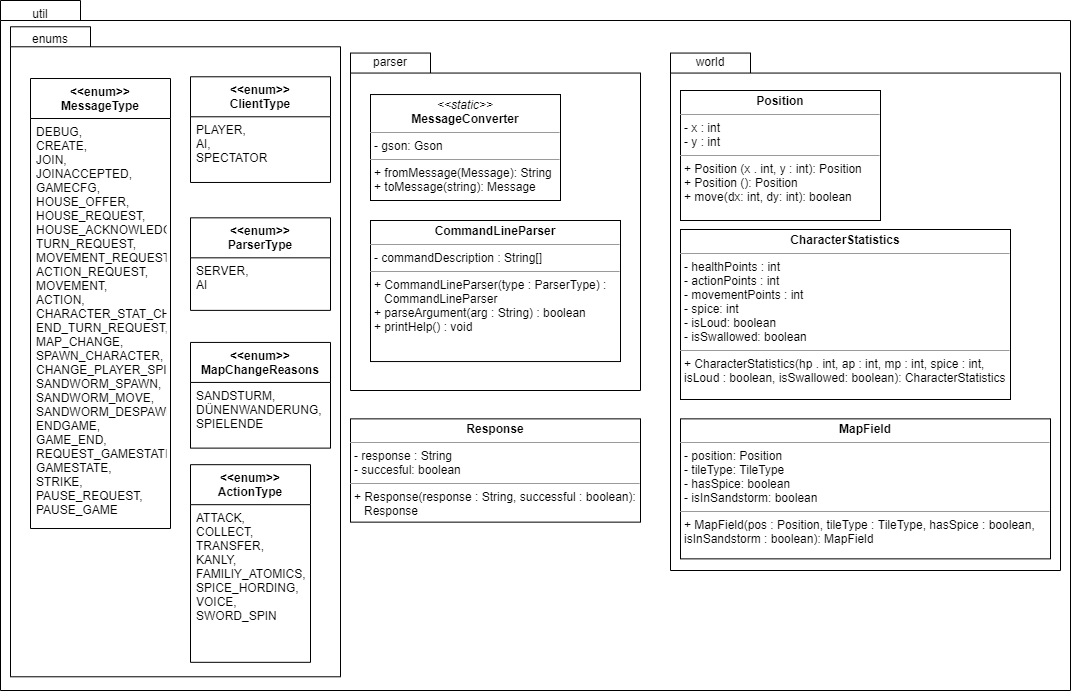 util
enums
<<enum>>
MessageType
DEBUG,
CREATE,
JOIN,
JOINACCEPTED,
GAMECFG,
HOUSE_OFFER,
HOUSE_REQUEST,
HOUSE_ACKNOWLEDG
TURN_REQUEST,
MOVEMENT_REQUEST
ACTION_REQUEST,
MOVEMENT,
ACTION,
CHARACTER_STAT_CH
END_TURN_REQUEST,
MAP_CHANGE,
SPAWN_CHARACTER,
CHANGE_PLAYER_SPI
SANDWORM_SPAWN,
SANDWORM_MOVE,
SANDWORM_DESPAW
ENDGAME,
GAME_END,
REQUEST_GAMESTATI
GAMESTATE,
STRIKE,
PAUSE_REQUEST,
PAUSE_GAME
<<enum>>
ClientType
PLAYER,
AI,
SPECTATOR
<<enum>>
ParserType
SERVER,
AI
<<enum>>
MapChangeReasons
SANDSTURM,
DÜNENWANDERUNG,
SPIELENDE
<<enum>>
ActionType
ATTACK,
COLLECT,
TRANSFER,
KANLY,
FAMILIY_ATOMICS,
SPICE_HORDING,
VOICE,
SWORD_SPIN
parser
<<static>>
MessageConverter
- gson: Gson
+ fromMessage(Message): String
+ toMessage(string): Message
CommandLineParser
- commandDescription : String[]
+ CommandLineParser(type : ParserType) :
CommandLineParser
+ parseArgument(arg : String) : boolean
+ printHelp() : void
Response
- response : String
- succesful: boolean
+ Response(response : String, successful : boolean):
Response
world
Position
- x : int
- y : int
+ Position (x . int, y : int): Position
+ Position (): Position
+ move(dx: int, dy: int): boolean
CharacterStatistics
- healthPoints : int
- actionPoints : int
- movementPoints : int
- spice: int
- isLoud: boolean
- isSwallowed: boolean
+ CharacterStatistics(hp . int, ap : int, mp : int, spice : int,
isLoud : boolean, isSwallowed: boolean): CharacterStatistics
MapField
- position: Position
- tileType: TileType
- hasSpice: boolean
- isInSandstorm: boolean
+ MapField(pos : Position, tileType : TileType, hasSpice : boolean,
isInSandstorm : boolean): MapField